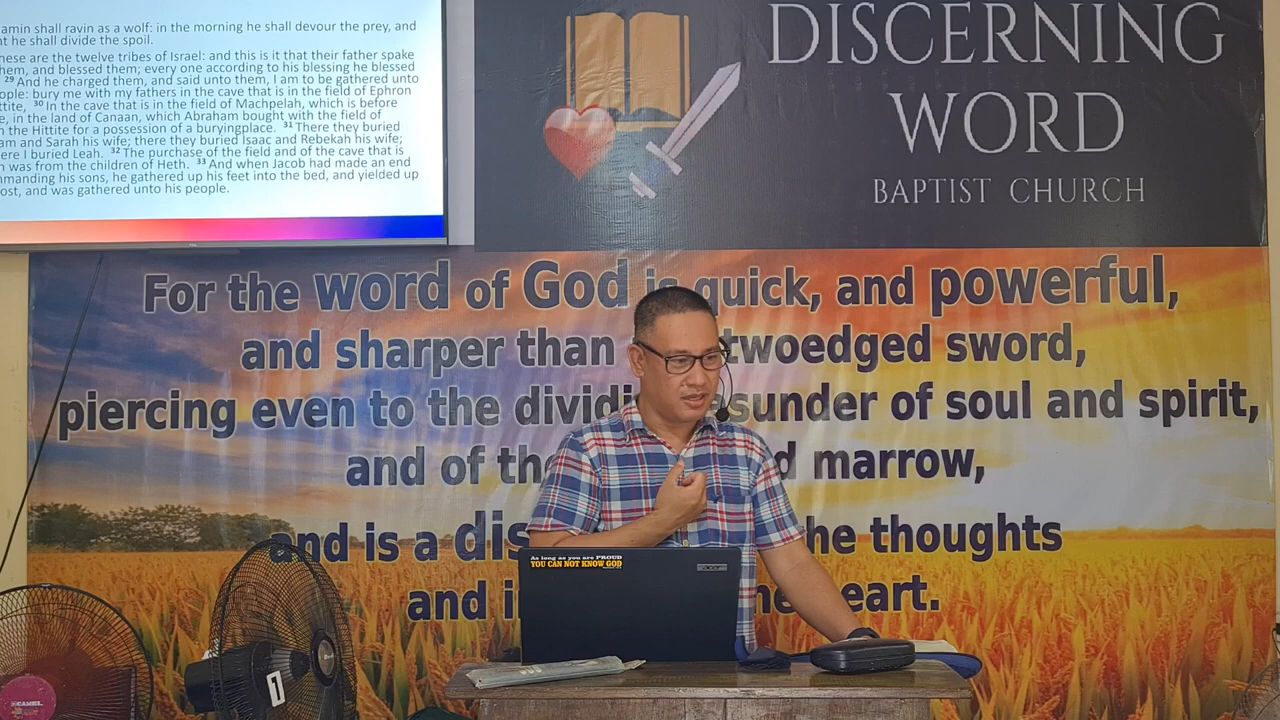 amin shall ravin as a wolf: in the morning he shall devour the prey, and
he shall divide the spoil.
hese are the twelve tribes of Israel: and this is it that their father spake
hem, and blessed them; every one according to his blessing he blessed
29 And he charged them, and said unto them, I am to be gathered unto
ople: bury me with my fathers in the cave that is in the field of Ephron
ttite, 30 In the cave that is in the field of Machpelah, which is before
e, in the land of Canaan, which Abraham bought with the field of
n the Hittite for a possession of a buryingplace. 31 There they buried
am and Sarah his wife; there they buried Isaac and Rebekah his wife;
ere I buried Leah. 32 The purchase of the field and of the cave that is
n was from the children of Heth. 33 And when Jacob had made an end
mmanding his sons, he gathered up his feet into the bed, and yielded up
ost, and was gathered unto his people.
DISCERNING
WORD
BAPTIST CHURCH
For the word of God is quick, and powerful,
and sharper than twoedged sword,
piercing even to the dividi sunder of soul and spirit,
and of the d marrow,
and is a dis the thoughts
and i he heart.
As long as you are PROUD
YOU CAN NOT KNOW GOD
1
CAMEL